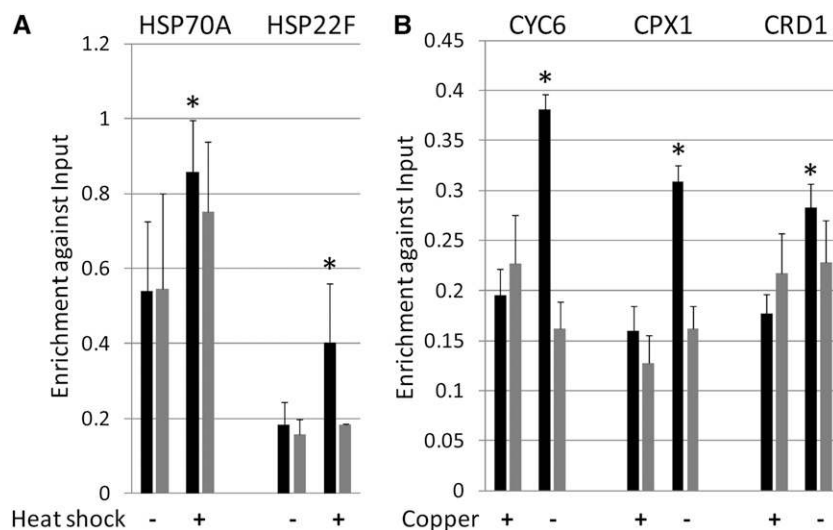 A HSP70A HSP22F
Enrichment against Input
1.2
1
0.8
0.6
0.4
0.2
0
* *
Heat shock - + - +
B CYC6 CPX1 CRD1
Enrichment against Input
0.45
0.4
0.35
0.3
0.25
0.2
0.15
0.1
0.05
0
* * *
Copper + - + - + -